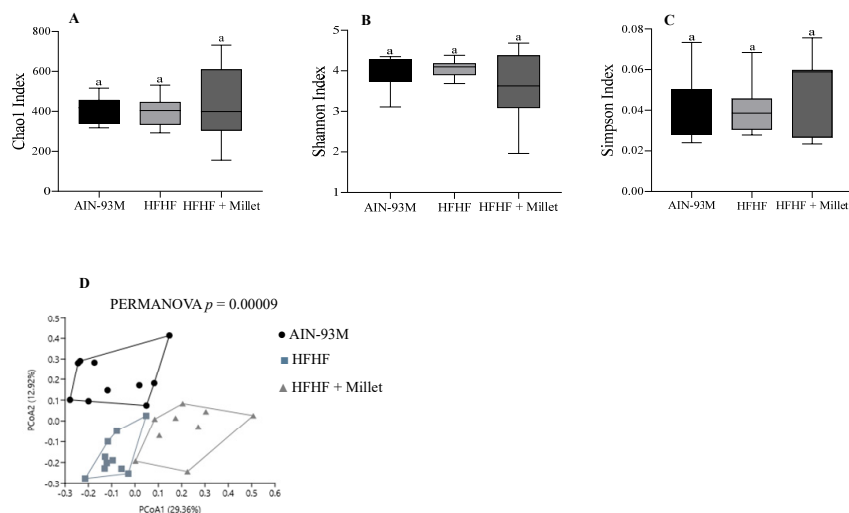 A
800
600
400
200
0
Chao1 Index
a
a
a
AIN-93M
HFHF
HFHF + Millet
B
5
4
3
2
1
Shannon Index
a
a
a
AIN-93M
HFHF
HFHF + Millet
C
0.08
0.06
0.04
0.02
0.00
Simpson Index
a
a
a
AIN-93M
HFHF
HFHF + Millet
D
PERMANOVA p = 0.00009
0.5
0.4
0.3
0.2
0.1
0.0
-0.1
-0.2
-0.3
PCoA2 (12.92%)
-0.3 -0.2 -0.1 0.0 0.1 0.2 0.3 0.4 0.5 0.6
PCoA1 (29.36%)
AIN-93M
HFHF
HFHF + Millet